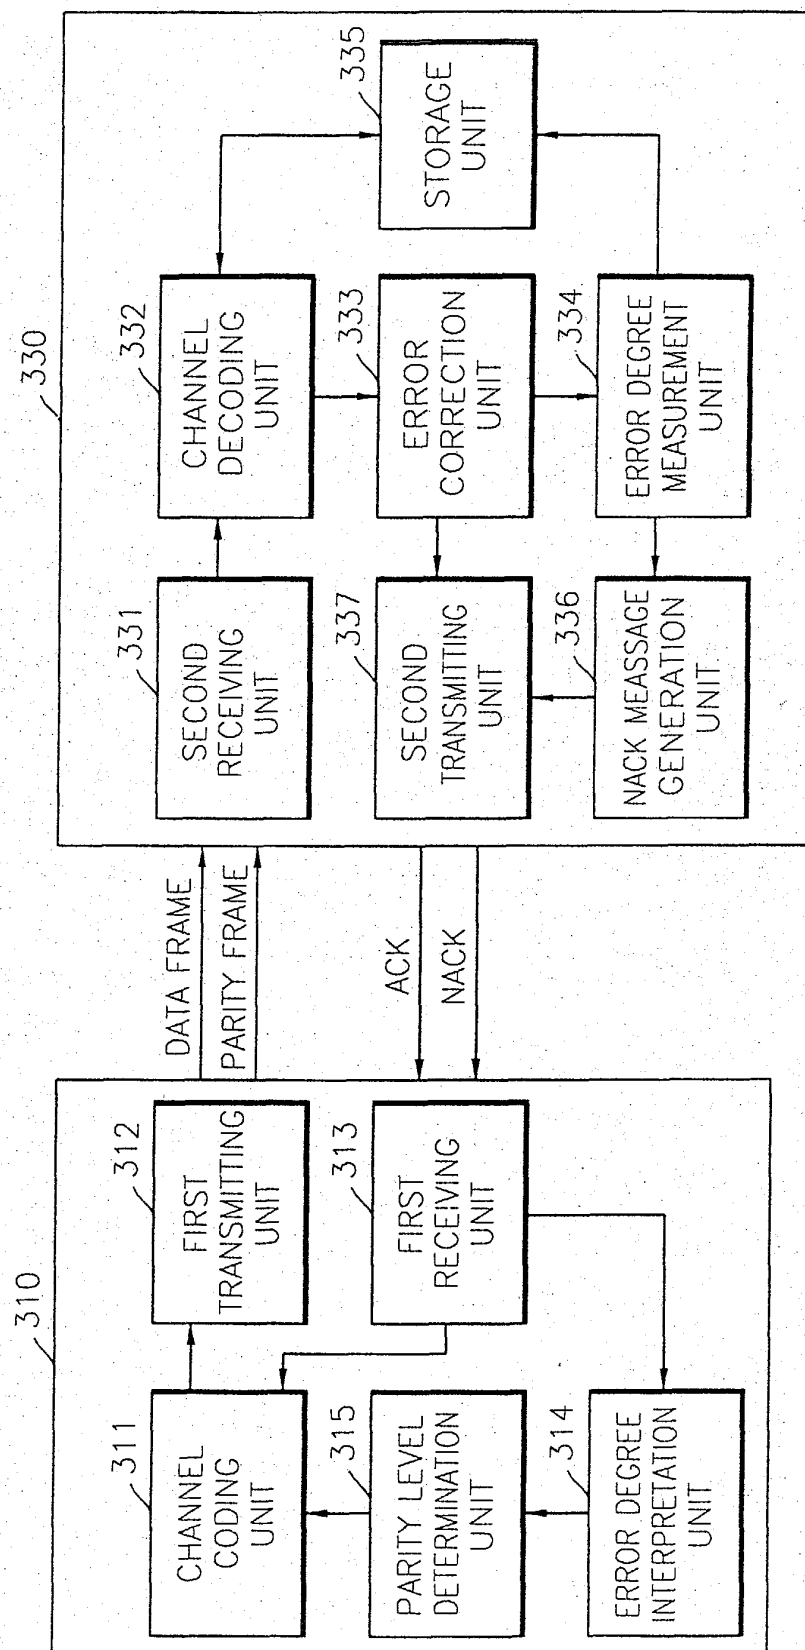 310
311
CHANNEL
CODING
UNIT
312
FIRST
TRANSMITTING
UNIT
315
PARITY LEVEL
DETERMINATION
UNIT
313
FIRST
RECEIVING
UNIT
314
ERROR DEGREE
INTERPRETATION
UNIT
DATA FRAME
PARITY FRAME
ACK
NACK
330
331
SECOND
RECEIVING
UNIT
332
CHANNEL
DECODING
UNIT
335
STORAGE
UNIT
337
SECOND
TRANSMITTING
UNIT
333
ERROR
CORRECTION
UNIT
336
NACK MEASSAGE
GENERATION
UNIT
334
ERROR DEGREE
MEASUREMENT
UNIT